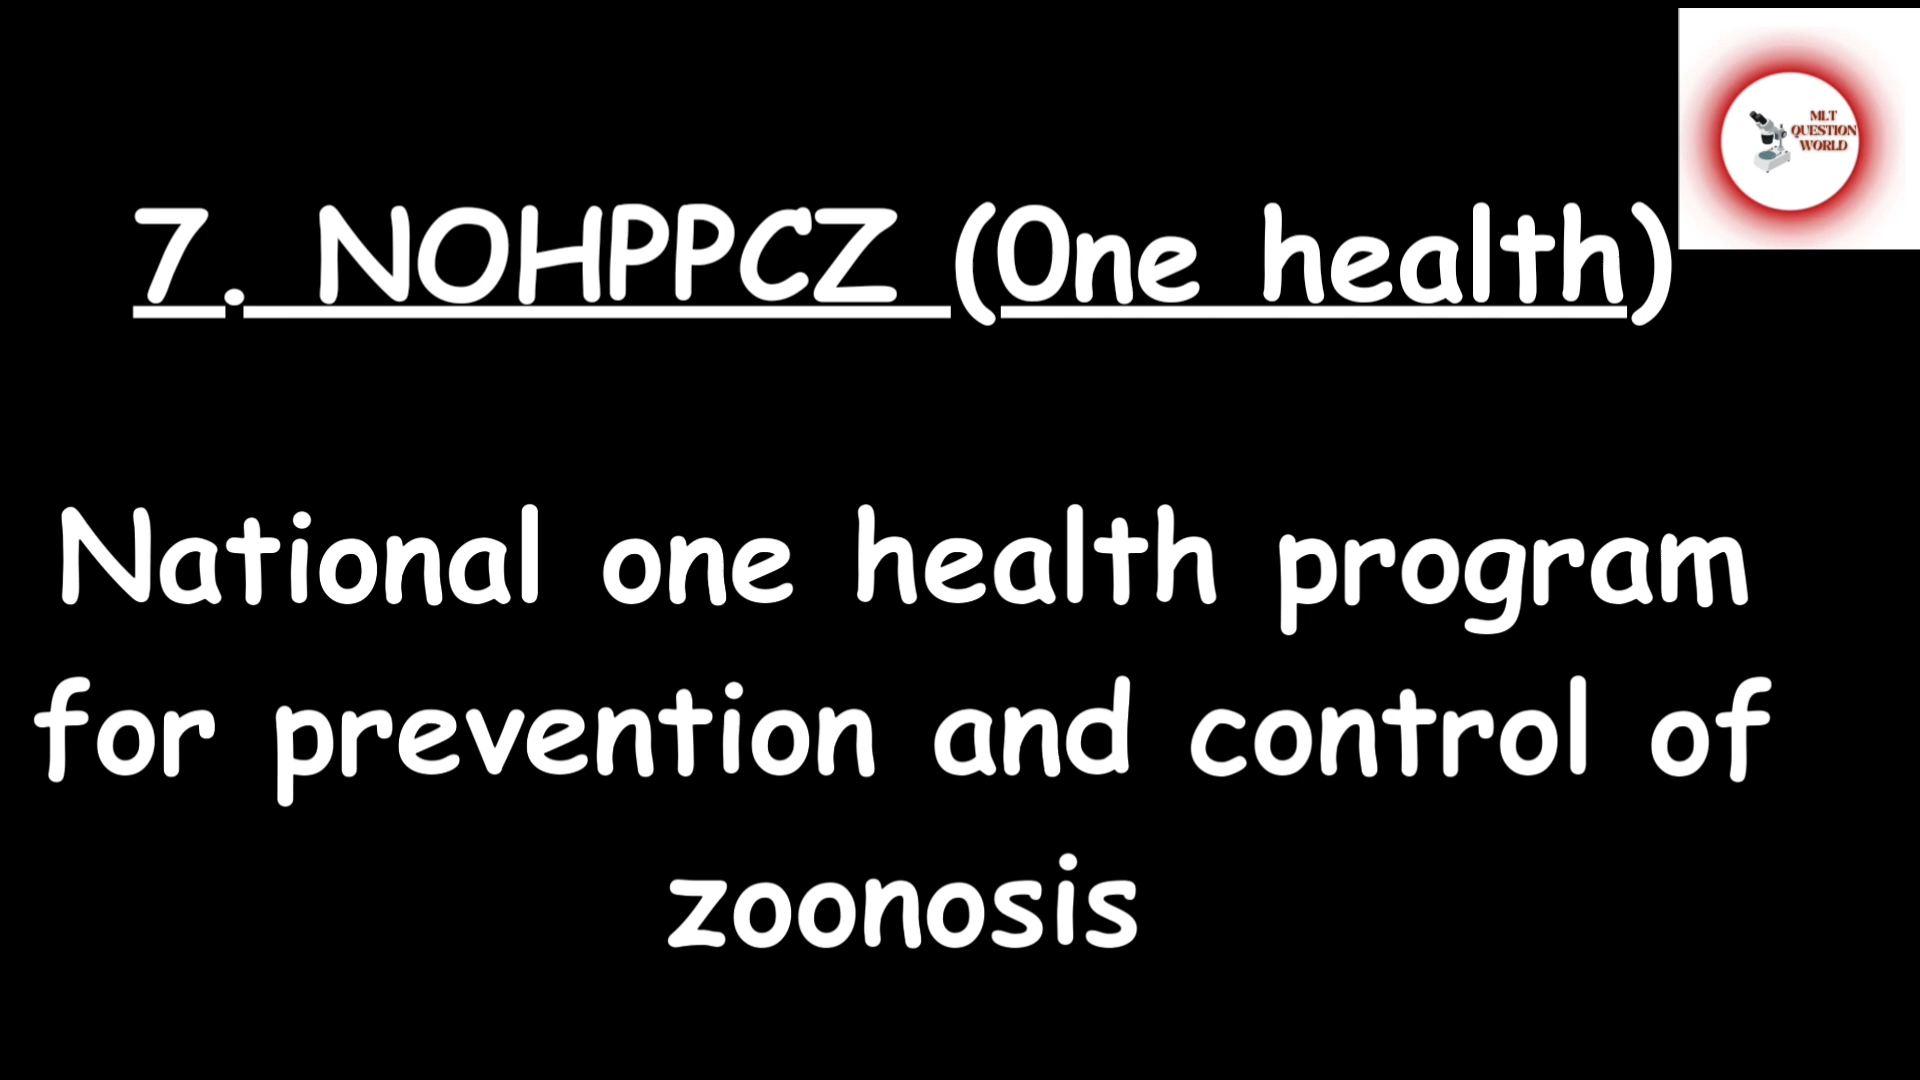 MLT
QUESTION
WORLD
7. NOHPPCZ (One health)
National one health program
for prevention and control of
zoonosis